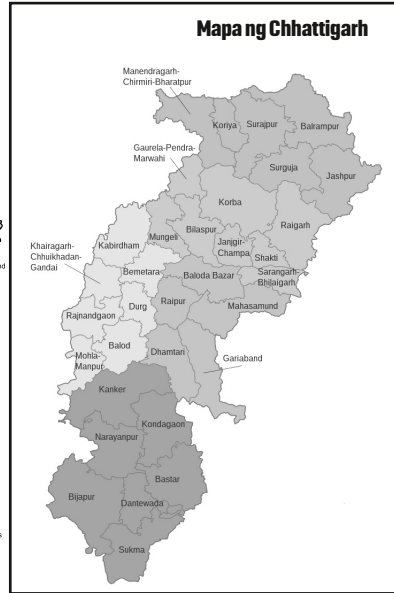 Mapa ng Chhattigarh
Manendragarh-
Chirmiri-Bharatpur
Koriya
Surajpur
Balrampur
Gaurela-Pendra-
Marwahi
Surguja
Jashpur
Korba
Raigarh
Bilaspur
Mungeli
Janjgir-
Champa
Shakti
Kabirdham
Khairagarh-
Chhuikhadan-
Gandai
Bemetara
Baloda Bazar
Sarangarh-
Bhilaigarh
Rajnandgaon
Durg
Raipur
Mahasamund
Balod
Dhamtari
Mohla-
Manpur
Gariaband
Kanker
Kondagaon
Narayanpur
Bastar
Bijapur
Dantewada
Sukma